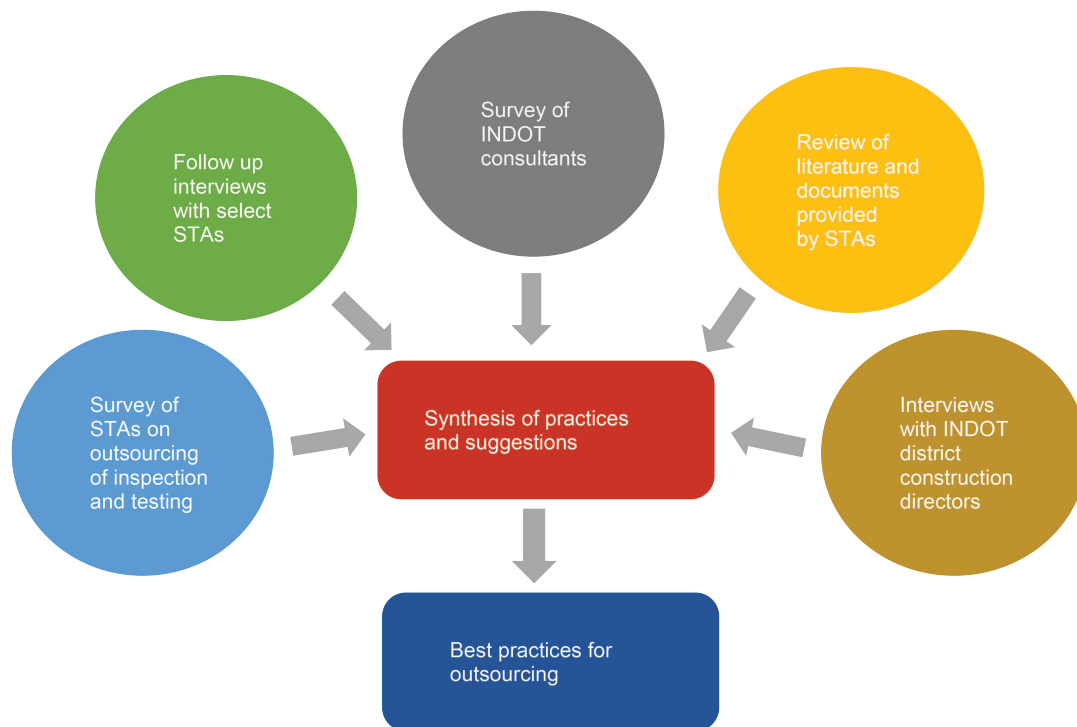 Survey of
INDOT
consultants
Follow up
interviews
with select
STAs
Review of
literature and
documents
provided
by STAs
Survey of
STAs on
outsourcing
of inspection
and testing
Synthesis of practices
and suggestions
Interviews
with INDOT
district
construction
directors
Best practices for
outsourcing